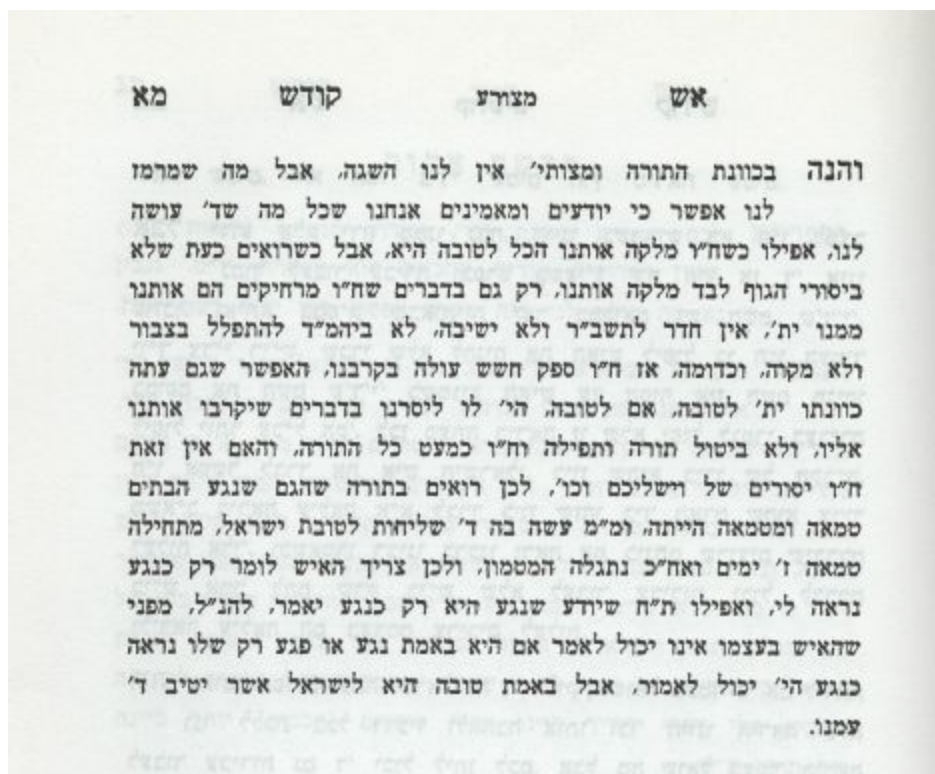 אש מצורע קודש מא
והנה בכוונת התורה ומצותי׳, אין לנו השגה, אבל מה שמרמז
לנו אפשר כי יודעים ומאמינים אנחנו שכל מה שד׳ עושה
לנו, אפילו כשח״ו מלקה אותנו הכל לטובה היא, אבל כשרואים כעת שלא
ביסורי הגוף לבד מלקה אותנו, רק גם בדברים שח״ו מרחיקים הם אותנו
ממנו ית׳, אין חדר לתשב״ר ולא ישיבה, לא ביהמ״ד להתפלל בצבור
ולא מקוה, וכדומה, אז ח״ו ספק חשש עולה בקרבנו, האפשר שגם עתה
כוונתו ית׳ לטובה, אם לטובה, הי׳ לו ליסרנו בדברים שיקרבו אותנו
אליו, ולא ביטול תורה ותפילה וח״ו כמעט כל התורה, והאם אין זאת
ח״ו יסורים של וישליכם וכו׳, לכן רואים בתורה שהגם שנגע הבתים
טמאה ומטמאה הייתה, ומ״מ עשה בה ד׳ שליחות לטובת ישראל, מתחילה
טמאה ז׳ ימים ואח״כ נתגלה המטמון, ולכן צריך האיש לומר רק כנגע
נראה לי, ואפילו ת״ח שיודע שנגע היא רק כנגע יאמר, להנ״ל, מפני
שהאיש בעצמו אינו יכול לאמר אם היא באמת נגע או פגע רק שלו נראה
כנגע הי׳ יכול לאמור, אבל באמת טובה היא לישראל אשר יטיב ד׳
עמנו.